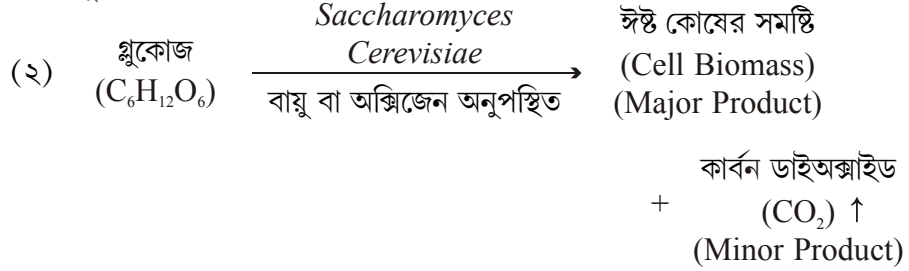 Saccharomyces
Cerevisiae
(২) গ্লুকোজ
(C₆H₁₂O₆)
বায়ু বা অক্সিজেন অনুপস্থিত
ঈষ্ট কোষের সমষ্টি
(Cell Biomass)
(Major Product)
কার্বন ডাইঅক্সাইড
+ (CO₂) ↑
(Minor Product)